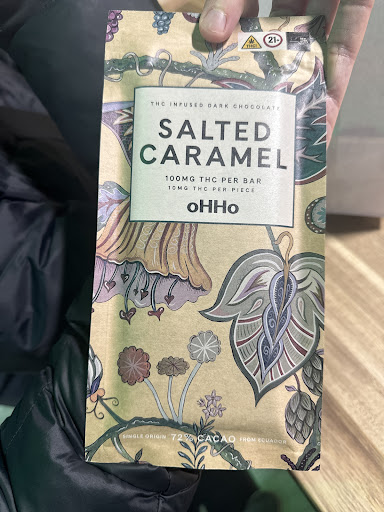 THC
21+
THE INFUSED DARK CHOCOLATE
SALTED
CARAMEL
100MG THC PER BAR
10MG THC PER PIECE
oHHo
SINGLE ORIGIN 72% CACAO FROM ECUADOR